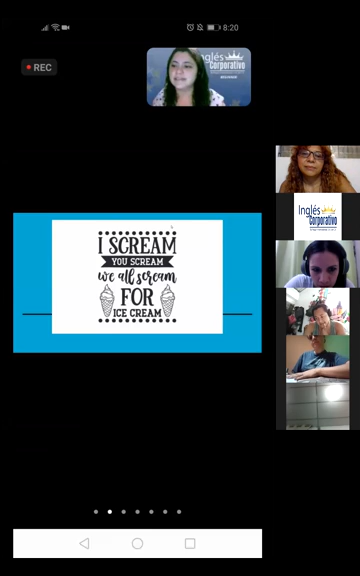 8:20
REC
Inglés
Corporativo
I SCREAM
YOU SCREAM
we all scream
FOR
ICE CREAM
Inglés
Corporativo